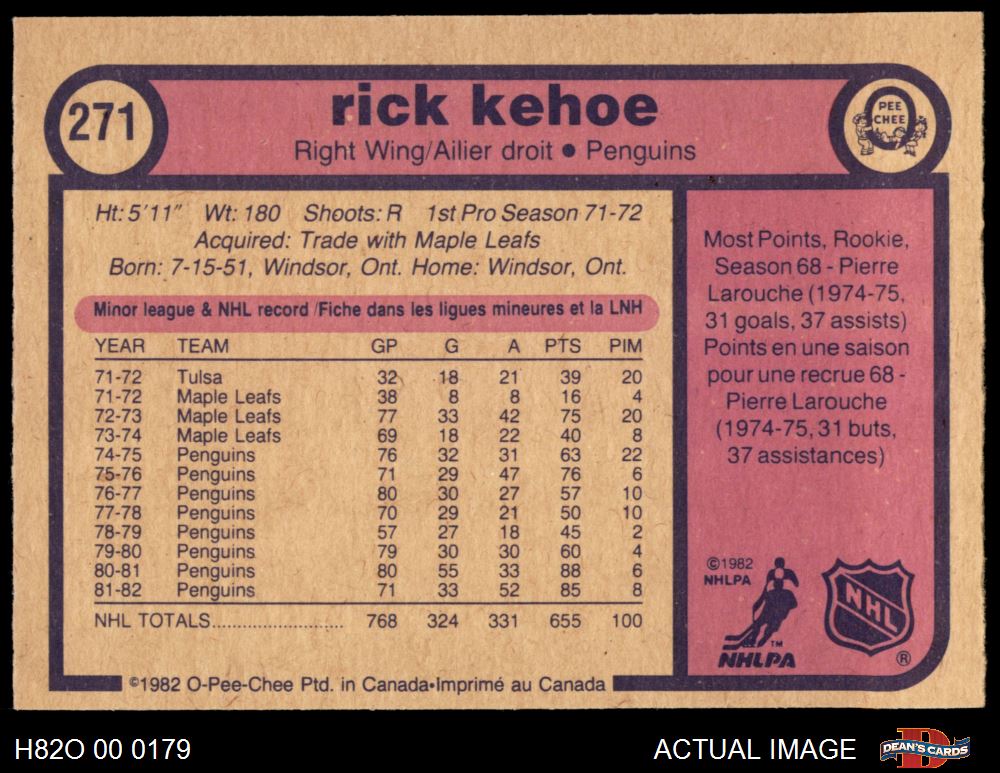 271
rick kehoe
Right Wing/Ailier droit ● Penguins
O
PEE
CHEE
Ht: 5'11" Wt: 180 Shoots: R 1st Pro Season 71-72
Acquired: Trade with Maple Leafs
Born: 7-15-51, Windsor, Ont. Home: Windsor, Ont.
Minor league & NHL record /Fiche dans les ligues mineures et la LNH
YEAR TEAM GP G A PTS PIM
71-72 Tulsa 32 18 21 39 20
71-72 Maple Leafs 38 8 8 16 4
72-73 Maple Leafs 77 33 42 75 20
73-74 Maple Leafs 69 18 22 40 8
74-75 Penguins 76 32 31 63 22
75-76 Penguins 71 29 47 76 6
76-77 Penguins 80 30 27 57 10
77-78 Penguins 70 29 21 50 10
78-79 Penguins 57 27 18 45 2
79-80 Penguins 79 30 30 60 4
80-81 Penguins 80 55 33 88 6
81-82 Penguins 71 33 52 85 8
NHL TOTALS........................ 768 324 331 655 100
Most Points, Rookie,
Season 68 - Pierre
Larouche (1974-75,
31 goals, 37 assists)
Points en une saison
pour une recrue 68 -
Pierre Larouche
(1974-75, 31 buts,
37 assistances)
©1982
NHLPA
TM
NHLPA
NHL
®
©1982 O-Pee-Chee Ptd. in Canada•Imprimé au Canada
H82O 00 0179
ACTUAL IMAGE
D
DEAN'S CARDS